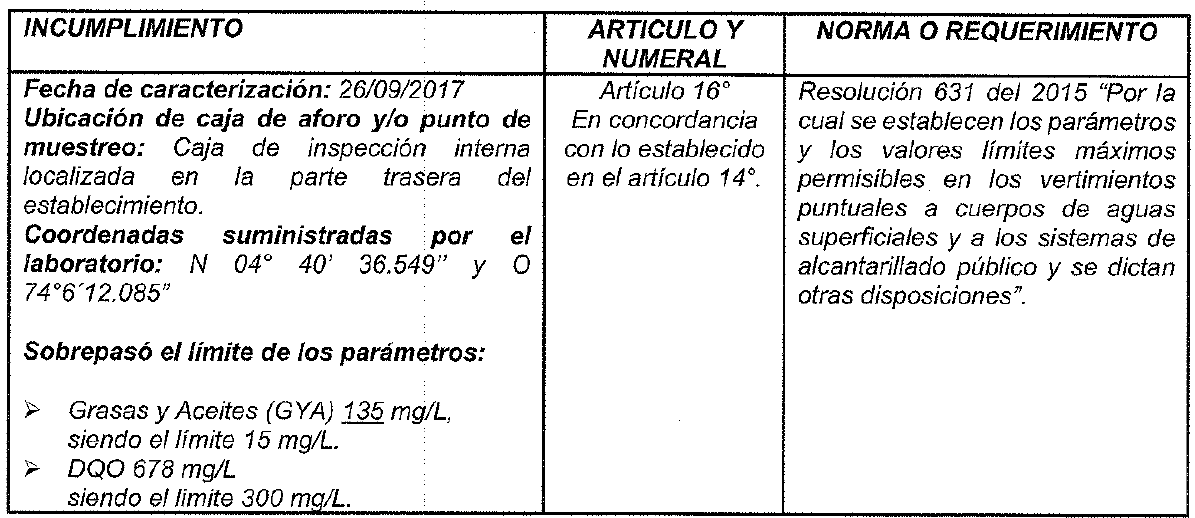 INCUMPLIMIENTO
ARTICULO Y
NUMERAL
NORMA O REQUERIMIENTO
Fecha de caracterización: 26/09/2017
Ubicación de caja de aforo y/o punto de
muestreo: Caja de inspección interna
localizada en la parte trasera del
establecimiento.
Coordenadas suministradas por el
laboratorio: N 04° 40' 36.549" y O
74°6´12.085"
Sobrepasó el límite de los parámetros:
➢ Grasas y Aceites (GYA) 135 mg/L,
siendo el límite 15 mg/L.
➢ DQO 678 mg/L
siendo el limite 300 mg/L.
Artículo 16°
En concordancia
con lo establecido
en el artículo 14°.
Resolución 631 del 2015 "Por la
cual se establecen los parámetros
y los valores límites máximos
permisibles en los vertimientos
puntuales a cuerpos de aguas
superficiales y a los sistemas de
alcantarillado público y se dictan
otras disposiciones".